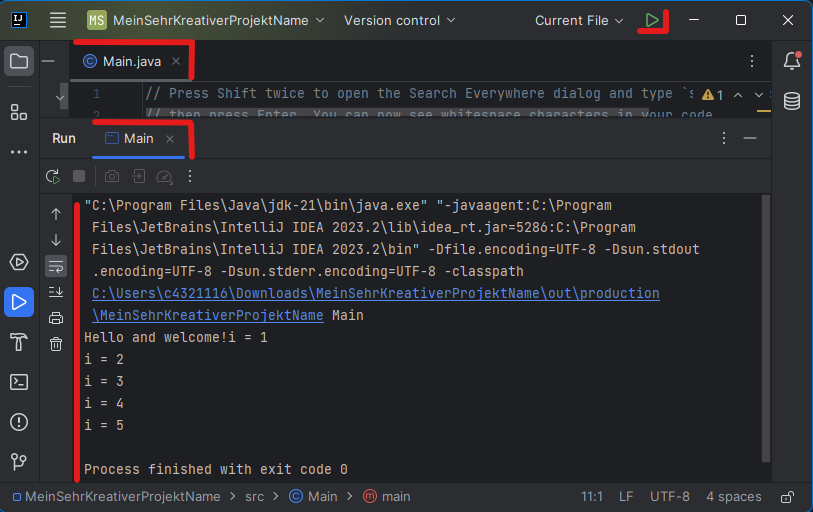 IJ
MS MeinSehrKreativerProjektName Version control Current File
Main.java
1 // Press Shift twice to open the Search Everywhere dialog and type `s 1
2 // then press Enter. You can now see whitespace characters in your code
Run Main
"C:\Program Files\Java\jdk-21\bin\java.exe" "-javaagent:C:\Program
Files\JetBrains\IntelliJ IDEA 2023.2\lib\idea_rt.jar=5286:C:\Program
Files\JetBrains\IntelliJ IDEA 2023.2\bin" -Dfile.encoding=UTF-8 -Dsun.stdout
.encoding=UTF-8 -Dsun.stderr.encoding=UTF-8 -classpath
C:\Users\c4321116\Downloads\MeinSehrKreativerProjektName\out\production
\MeinSehrKreativerProjektName Main
Hello and welcome!i = 1
i = 2
i = 3
i = 4
i = 5
Process finished with exit code 0
MeinSehrKreativerProjektName > src > Main > main 11:1 LF UTF-8 4 spaces